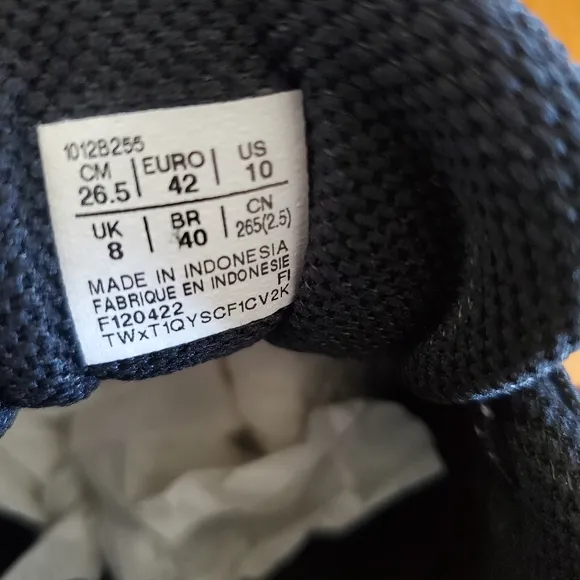 1012B255
CM 26.5 | EURO 42 | US 10
UK 8 | BR 40 | CN 265(2.5)
MADE IN INDONESIA
FABRIQUE EN INDONESIE
F120422 FI
TWxT1QYSCF1CV2K